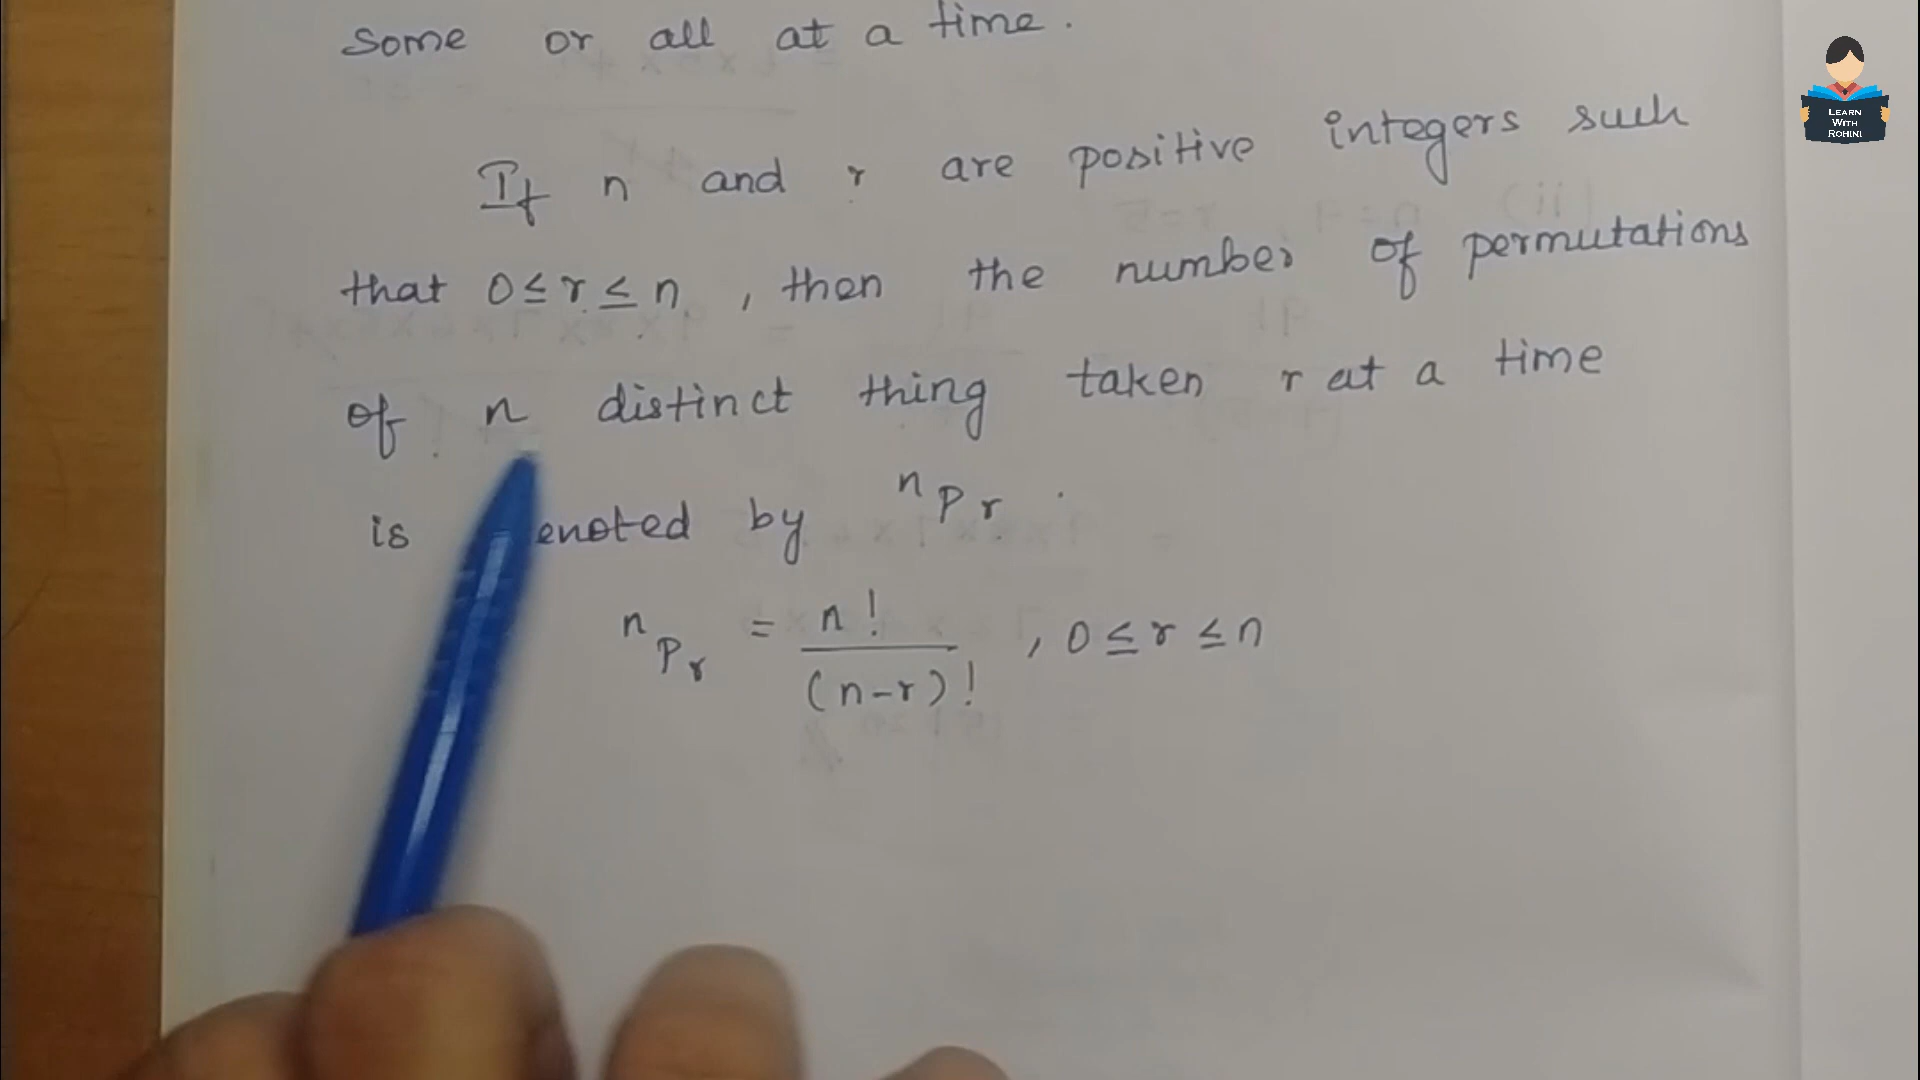 some or all at a time.
LEARN
WITH
ROHINI
If n and r are positive integers such
that 0≤r≤n, then the number of permutations
of n distinct thing taken r at a time
is enoted by ⁿPr.
ⁿPr = n!/(n-r)!, 0≤r≤n